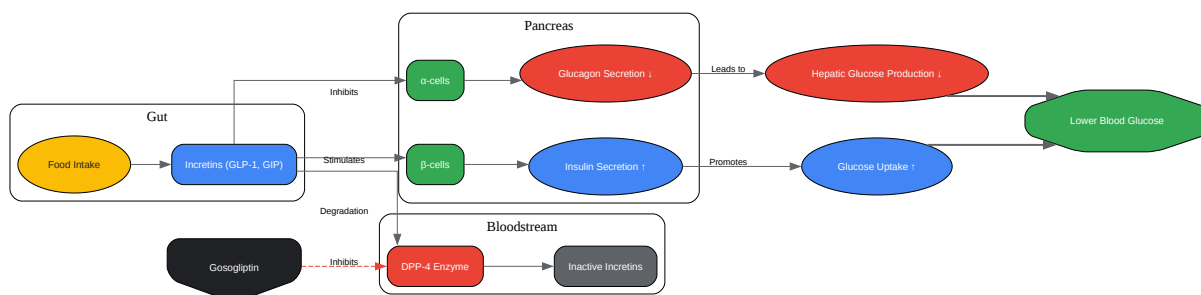 Pancreas
α-cells
Glucagon Secretion ↓
Leads to
Hepatic Glucose Production ↓
Inhibits
Gut
Lower Blood Glucose
Food Intake
Incretins (GLP-1, GIP)
Stimulates
β-cells
Insulin Secretion ↑
Promotes
Glucose Uptake ↑
Degradation
Bloodstream
Gosogliptin
Inhibits
DPP-4 Enzyme
Inactive Incretins